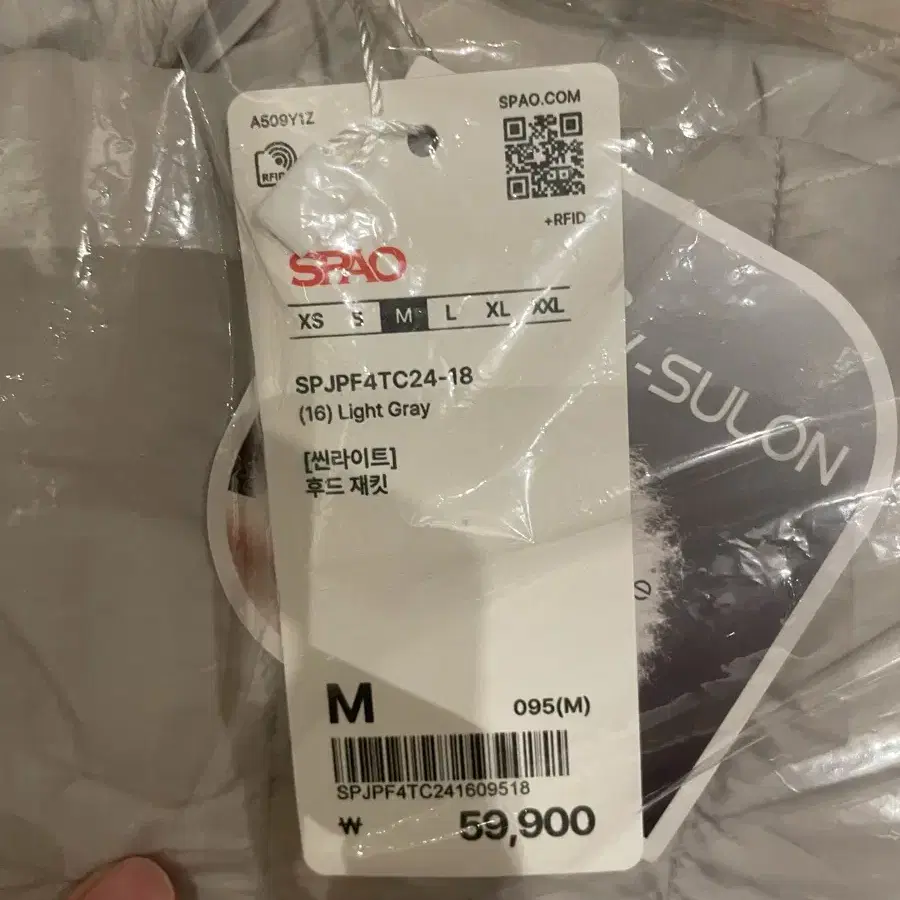 A509Y1Z
RFID
SPAO.COM
+RFID
SPAO
XS S M L XL XXL
SPJPF4TC24-18
(16) Light Gray
[씬라이트]
후드 재킷
M
095(M)
SPJPF4TC241609518
₩ 59,900
-SULON